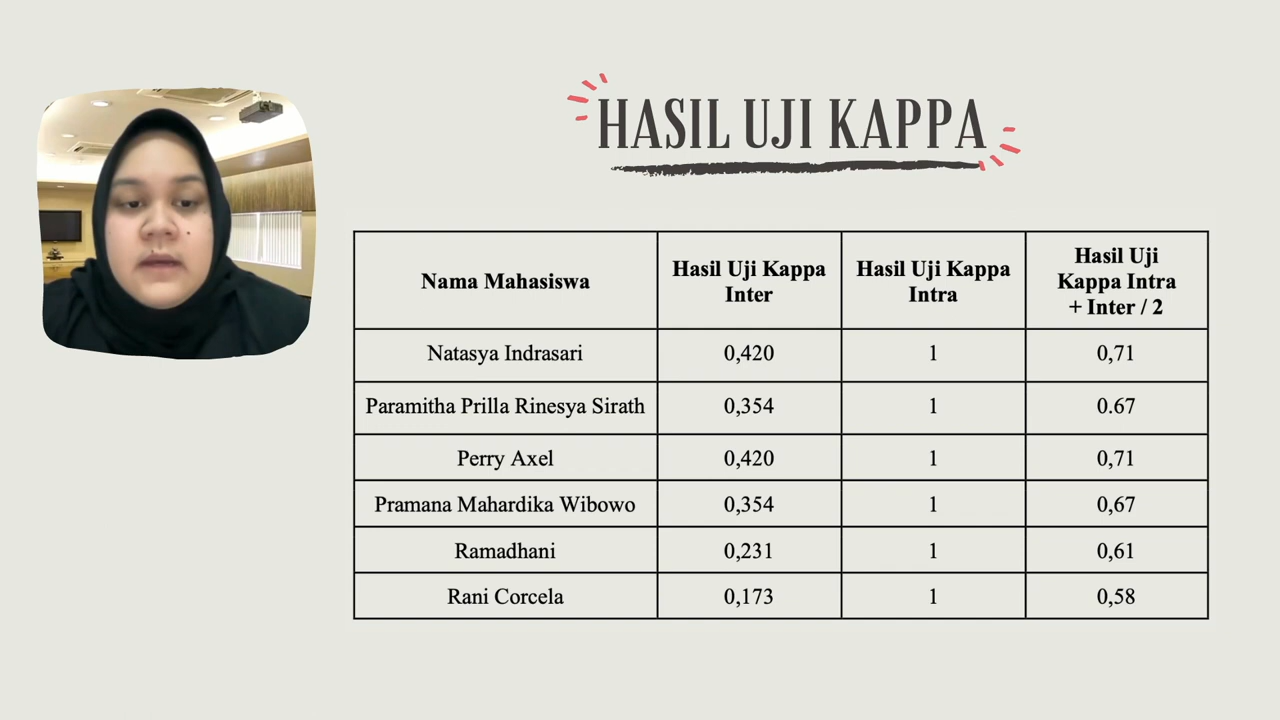 HASIL UJI KAPPA
Nama Mahasiswa
Hasil Uji Kappa
Inter
Hasil Uji Kappa
Intra
Hasil Uji
Kappa Intra
+ Inter / 2
Natasya Indrasari 0,420 1 0,71
Paramitha Prilla Rinesya Sirath 0,354 1 0.67
Perry Axel 0,420 1 0,71
Pramana Mahardika Wibowo 0,354 1 0,67
Ramadhani 0,231 1 0,61
Rani Corcela 0,173 1 0,58